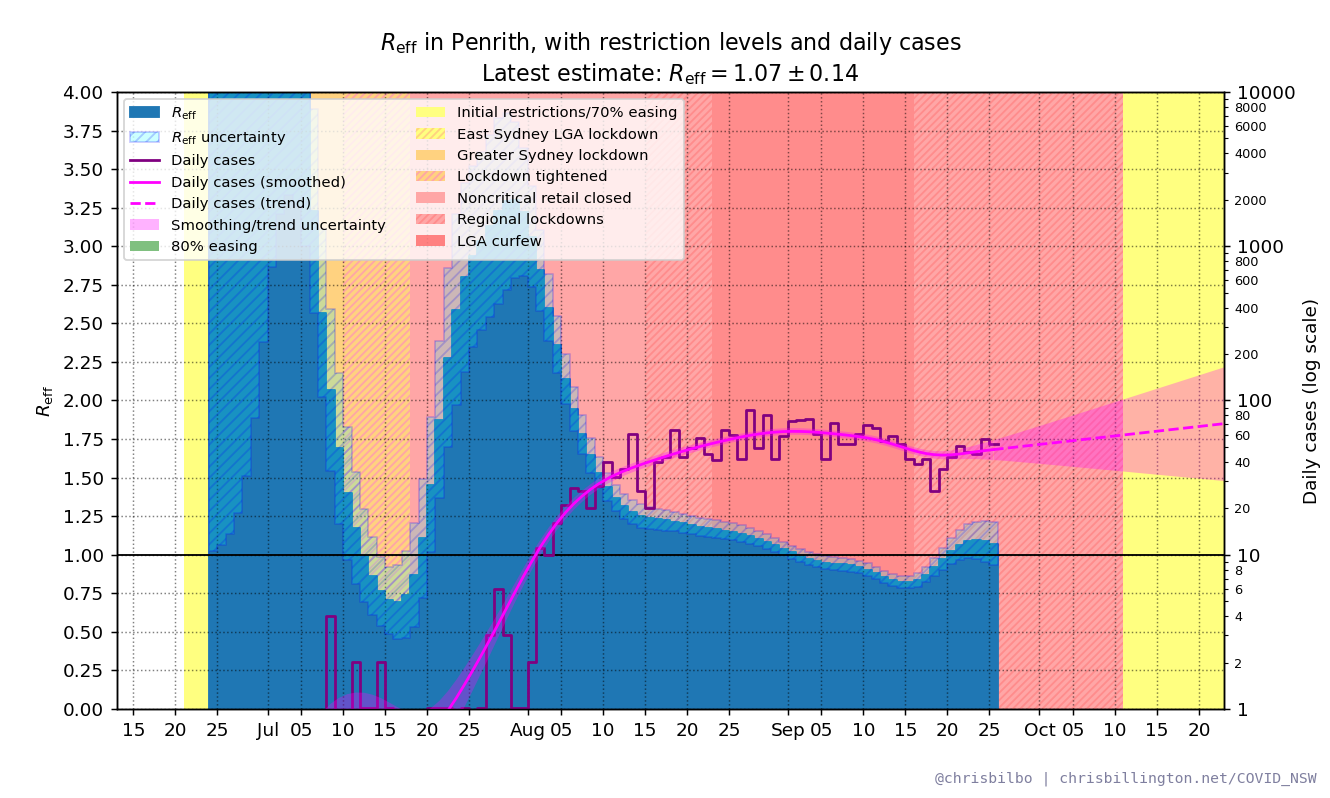 R_eff in Penrith, with restriction levels and daily cases
Latest estimate: R_eff = 1.07 ± 0.14
R_eff
R_eff uncertainty
Daily cases
Daily cases (smoothed)
Daily cases (trend)
Smoothing/trend uncertainty
80% easing
Initial restrictions/70% easing
East Sydney LGA lockdown
Greater Sydney lockdown
Lockdown tightened
Noncritical retail closed
Regional lockdowns
LGA curfew
R_eff
4.00
3.75
3.50
3.25
3.00
2.75
2.50
2.25
2.00
1.75
1.50
1.25
1.00
0.75
0.50
0.25
0.00
10000
8000
6000
4000
2000
1000
800
600
400
200
100
80
60
40
20
10
8
6
4
2
1
Daily cases (log scale)
15 20 25 Jul 05 10 15 20 25 Aug 05 10 15 20 25 Sep 05 10 15 20 25 Oct 05 10 15 20
@chrisbilbo | chrisbillington.net/COVID_NSW